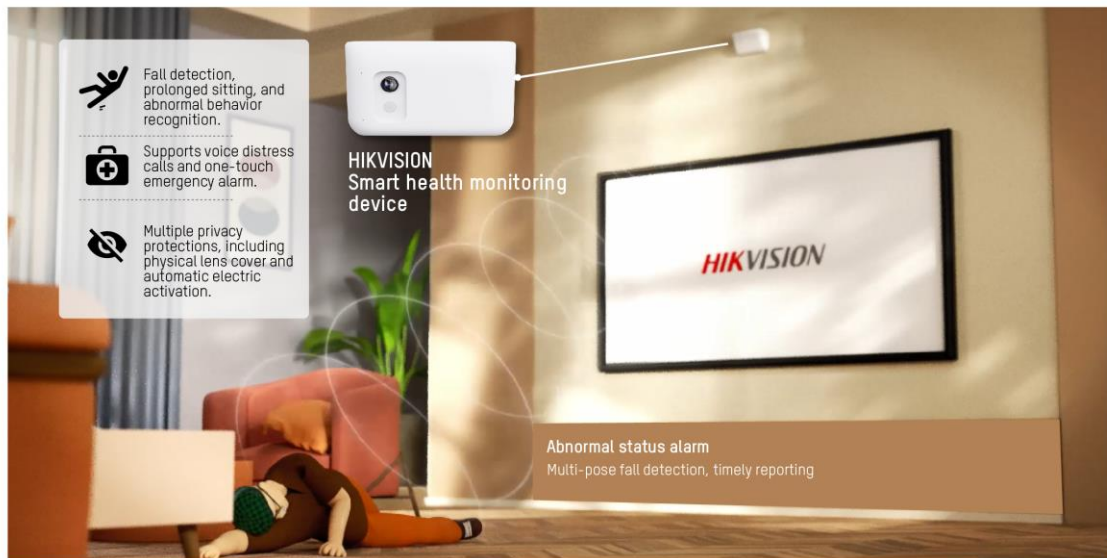 Fall detection,
prolonged sitting, and
abnormal behavior
recognition.
Supports voice distress
calls and one-touch
emergency alarm.
Multiple privacy
protections, including
physical lens cover and
automatic electric
activation.
HIKVISION
Smart health monitoring
device
HIKVISION
Abnormal status alarm
Multi-pose fall detection, timely reporting